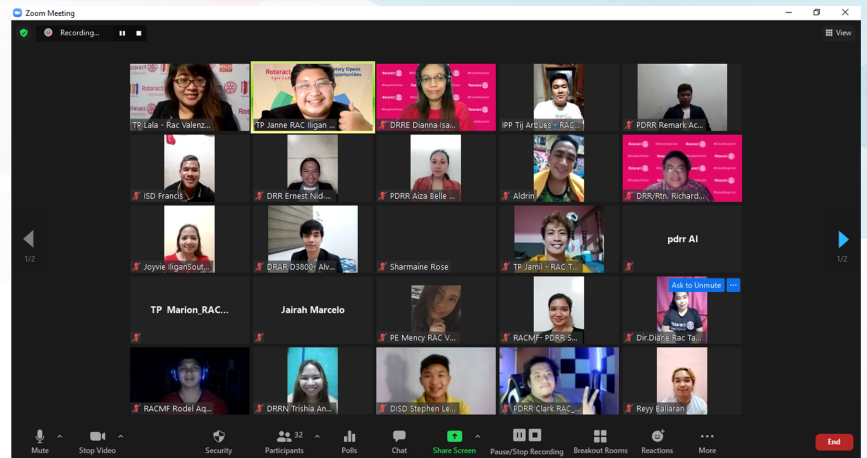 Zoom Meeting
Recording...
View
Rotaract
Rotary Opens
Opportunities
TP Lala - Rac Valenz...
TP Janne RAC Iligan ...
DRRE Dianna-Isa...
IPP Tij Arbues - RAC...
PDRR Remark Ac...
ISD Francis
DRR Ernest Nid-...
PDRR Aiza Belle ...
Aldrin
DRR/Rtn. Richard...
Joyvie IliganSout...
DRAR D3800- Alv...
Sharmaine Rose
TP Jamil - RAC T...
pdrr Al
1/2
1/2
TP Marion_RAC...
Jairah Marcelo
PE Mency RAC V...
RACMF- PDRR S...
Ask to Unmute
Dir.Diane Rac Ta...
RACMF Rodel Aq...
DRRN Trishia An...
DISD Stephen Le...
PDRR Clark RAC_...
Reyy Ballaran
Mute
Stop Video
Security
32
Participants
Polls
Chat
Share Screen
Pause/Stop Recording
Breakout Rooms
Reactions
More
End